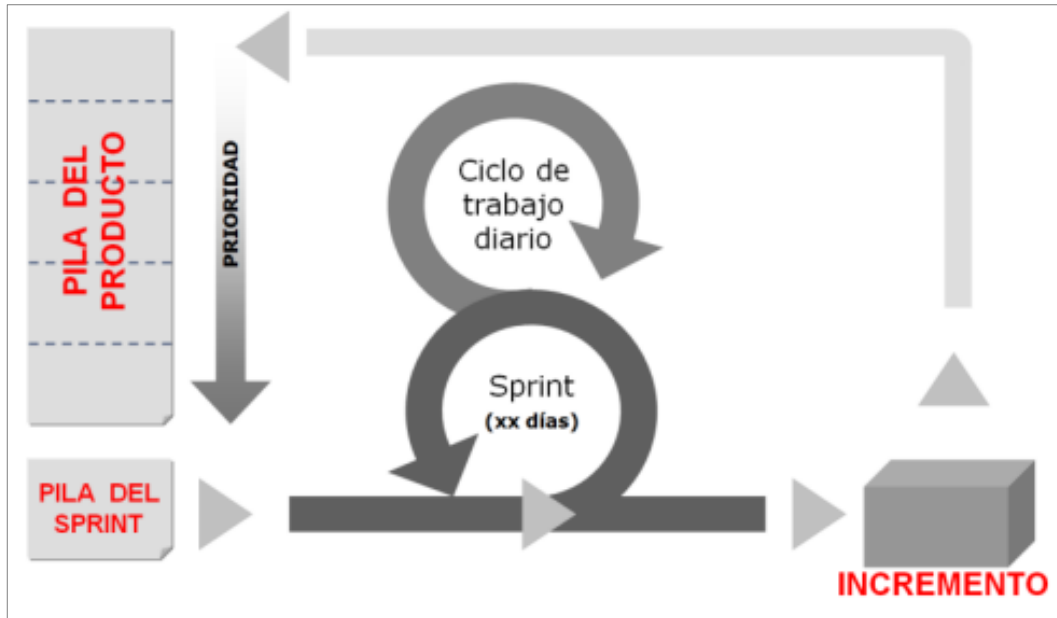 PILA DEL
PRODUCTO
PRIORIDAD
Ciclo de
trabajo
diario
Sprint
(xx días)
PILA DEL
SPRINT
INCREMENTO